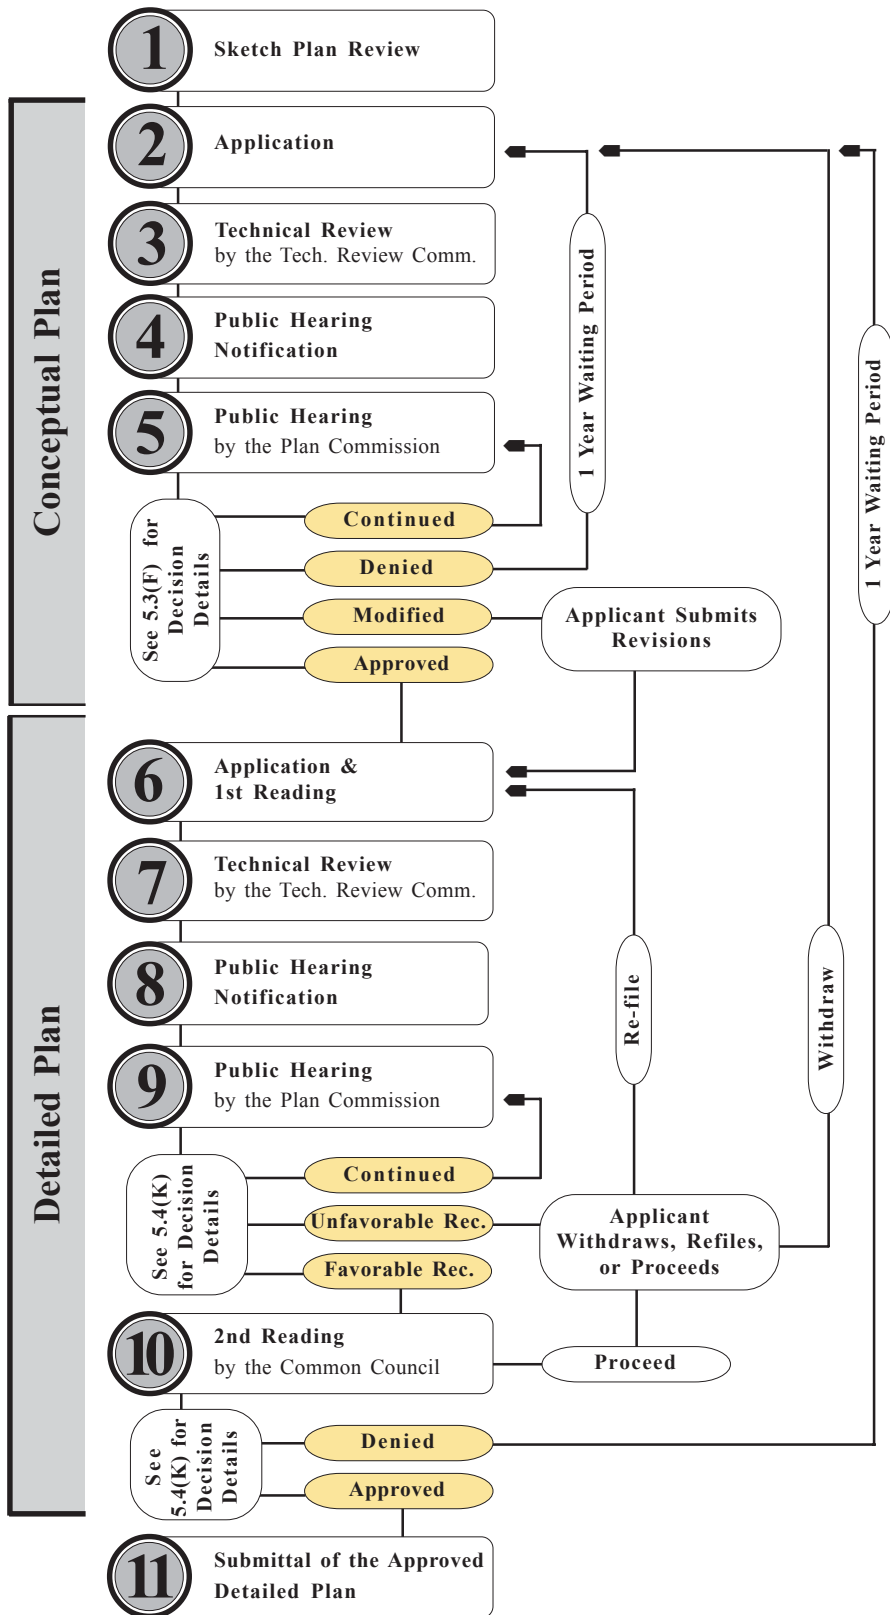 1
Sketch Plan Review
Conceptual Plan
2
Application
3
Technical Review
by the Tech. Review Comm.
4
Public Hearing
Notification
5
Public Hearing
by the Plan Commission
See 5.3(F) for
Decision
Details
Continued
Denied
Modified
Approved
1 Year Waiting Period
Applicant Submits
Revisions
1 Year Waiting Period
Detailed Plan
6
Application &
1st Reading
7
Technical Review
by the Tech. Review Comm.
8
Public Hearing
Notification
9
Public Hearing
by the Plan Commission
See 5.4(K)
for Decision
Details
Continued
Unfavorable Rec.
Favorable Rec.
Re-file
Withdraw
Applicant
Withdraws, Refiles,
or Proceeds
10
2nd Reading
by the Common Council
Proceed
See
5.4(K) for
Decision
Details
Denied
Approved
11
Submittal of the Approved
Detailed Plan